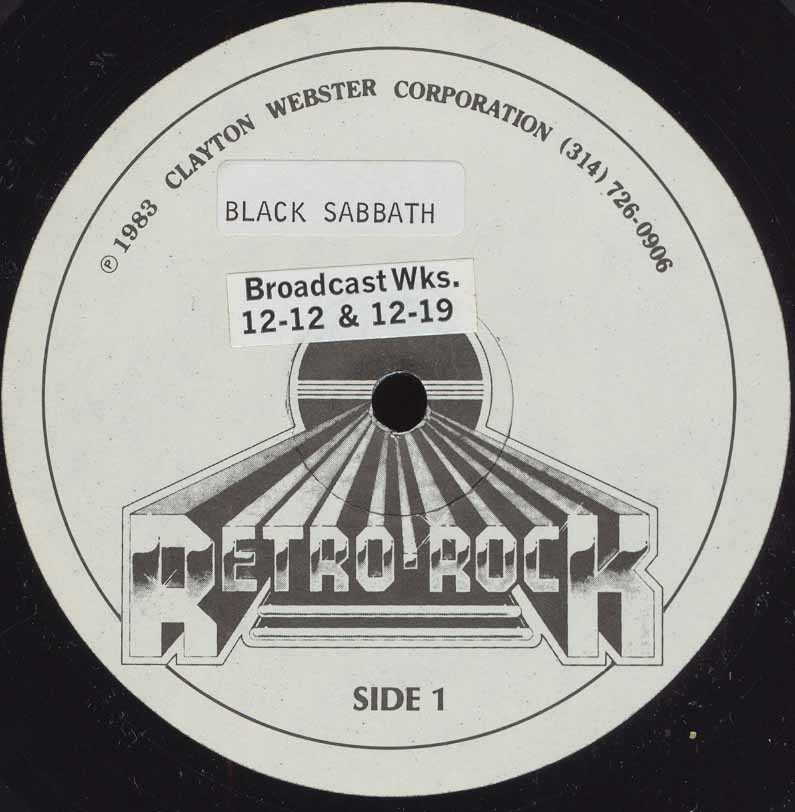 ℗ 1983 CLAYTON WEBSTER CORPORATION (314) 726-0906
BLACK SABBATH
Broadcast Wks.
12-12 & 12-19
RETRO ROCK
SIDE 1